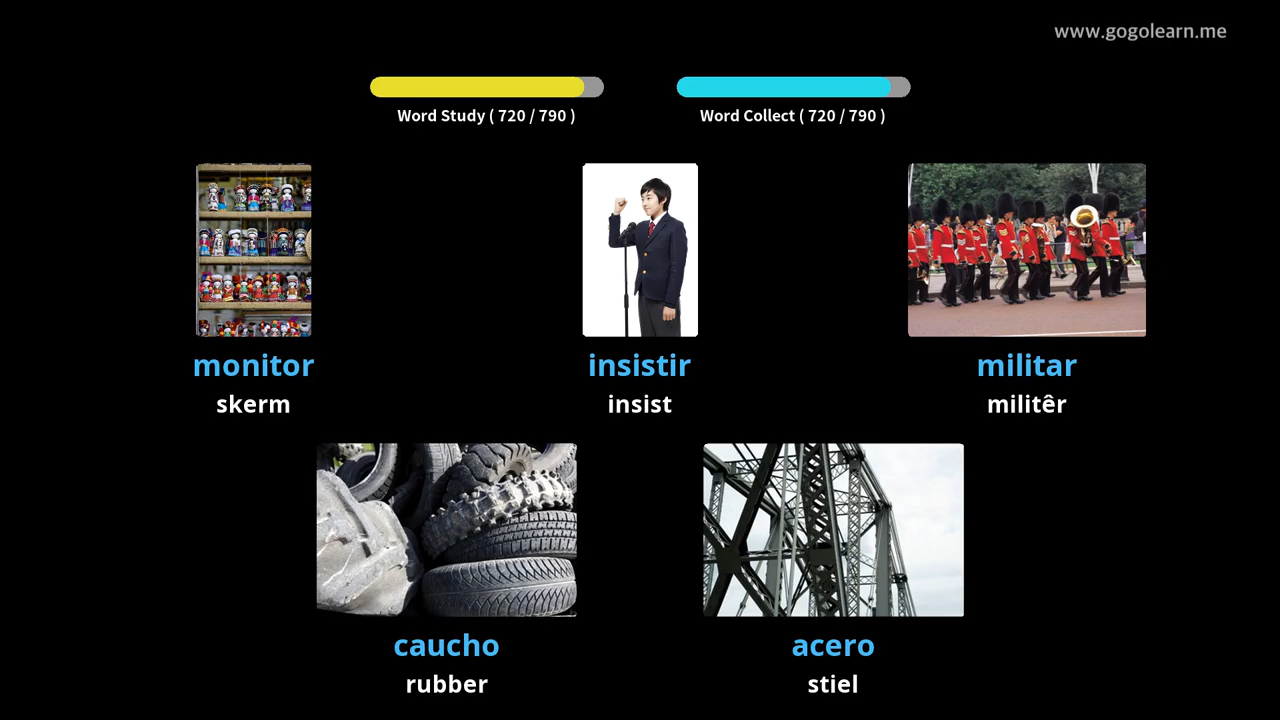 www.gogolearn.me
Word Study ( 720 / 790 )
Word Collect ( 720 / 790 )
monitor
skerm
insistir
insist
militar
militêr
caucho
rubber
acero
stiel